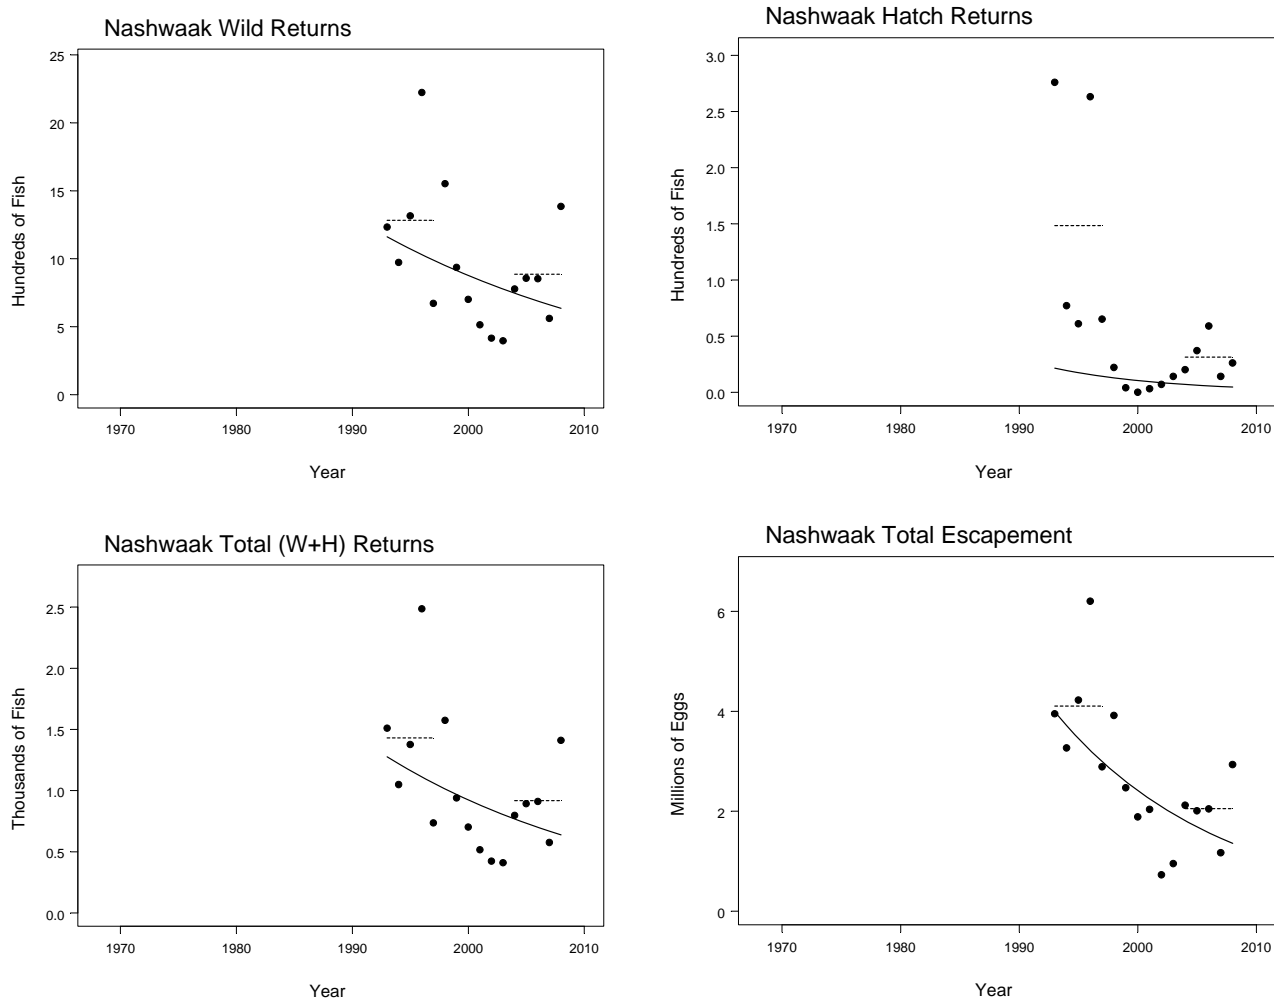 Nashwaak Wild Returns
Hundreds of Fish
25
20
15
10
5
0
1970 1980 1990 2000 2010
Year
Nashwaak Hatch Returns
Hundreds of Fish
3.0
2.5
2.0
1.5
1.0
0.5
0.0
1970 1980 1990 2000 2010
Year
Nashwaak Total (W+H) Returns
Thousands of Fish
2.5
2.0
1.5
1.0
0.5
0.0
1970 1980 1990 2000 2010
Year
Nashwaak Total Escapement
Millions of Eggs
6
4
2
0
1970 1980 1990 2000 2010
Year